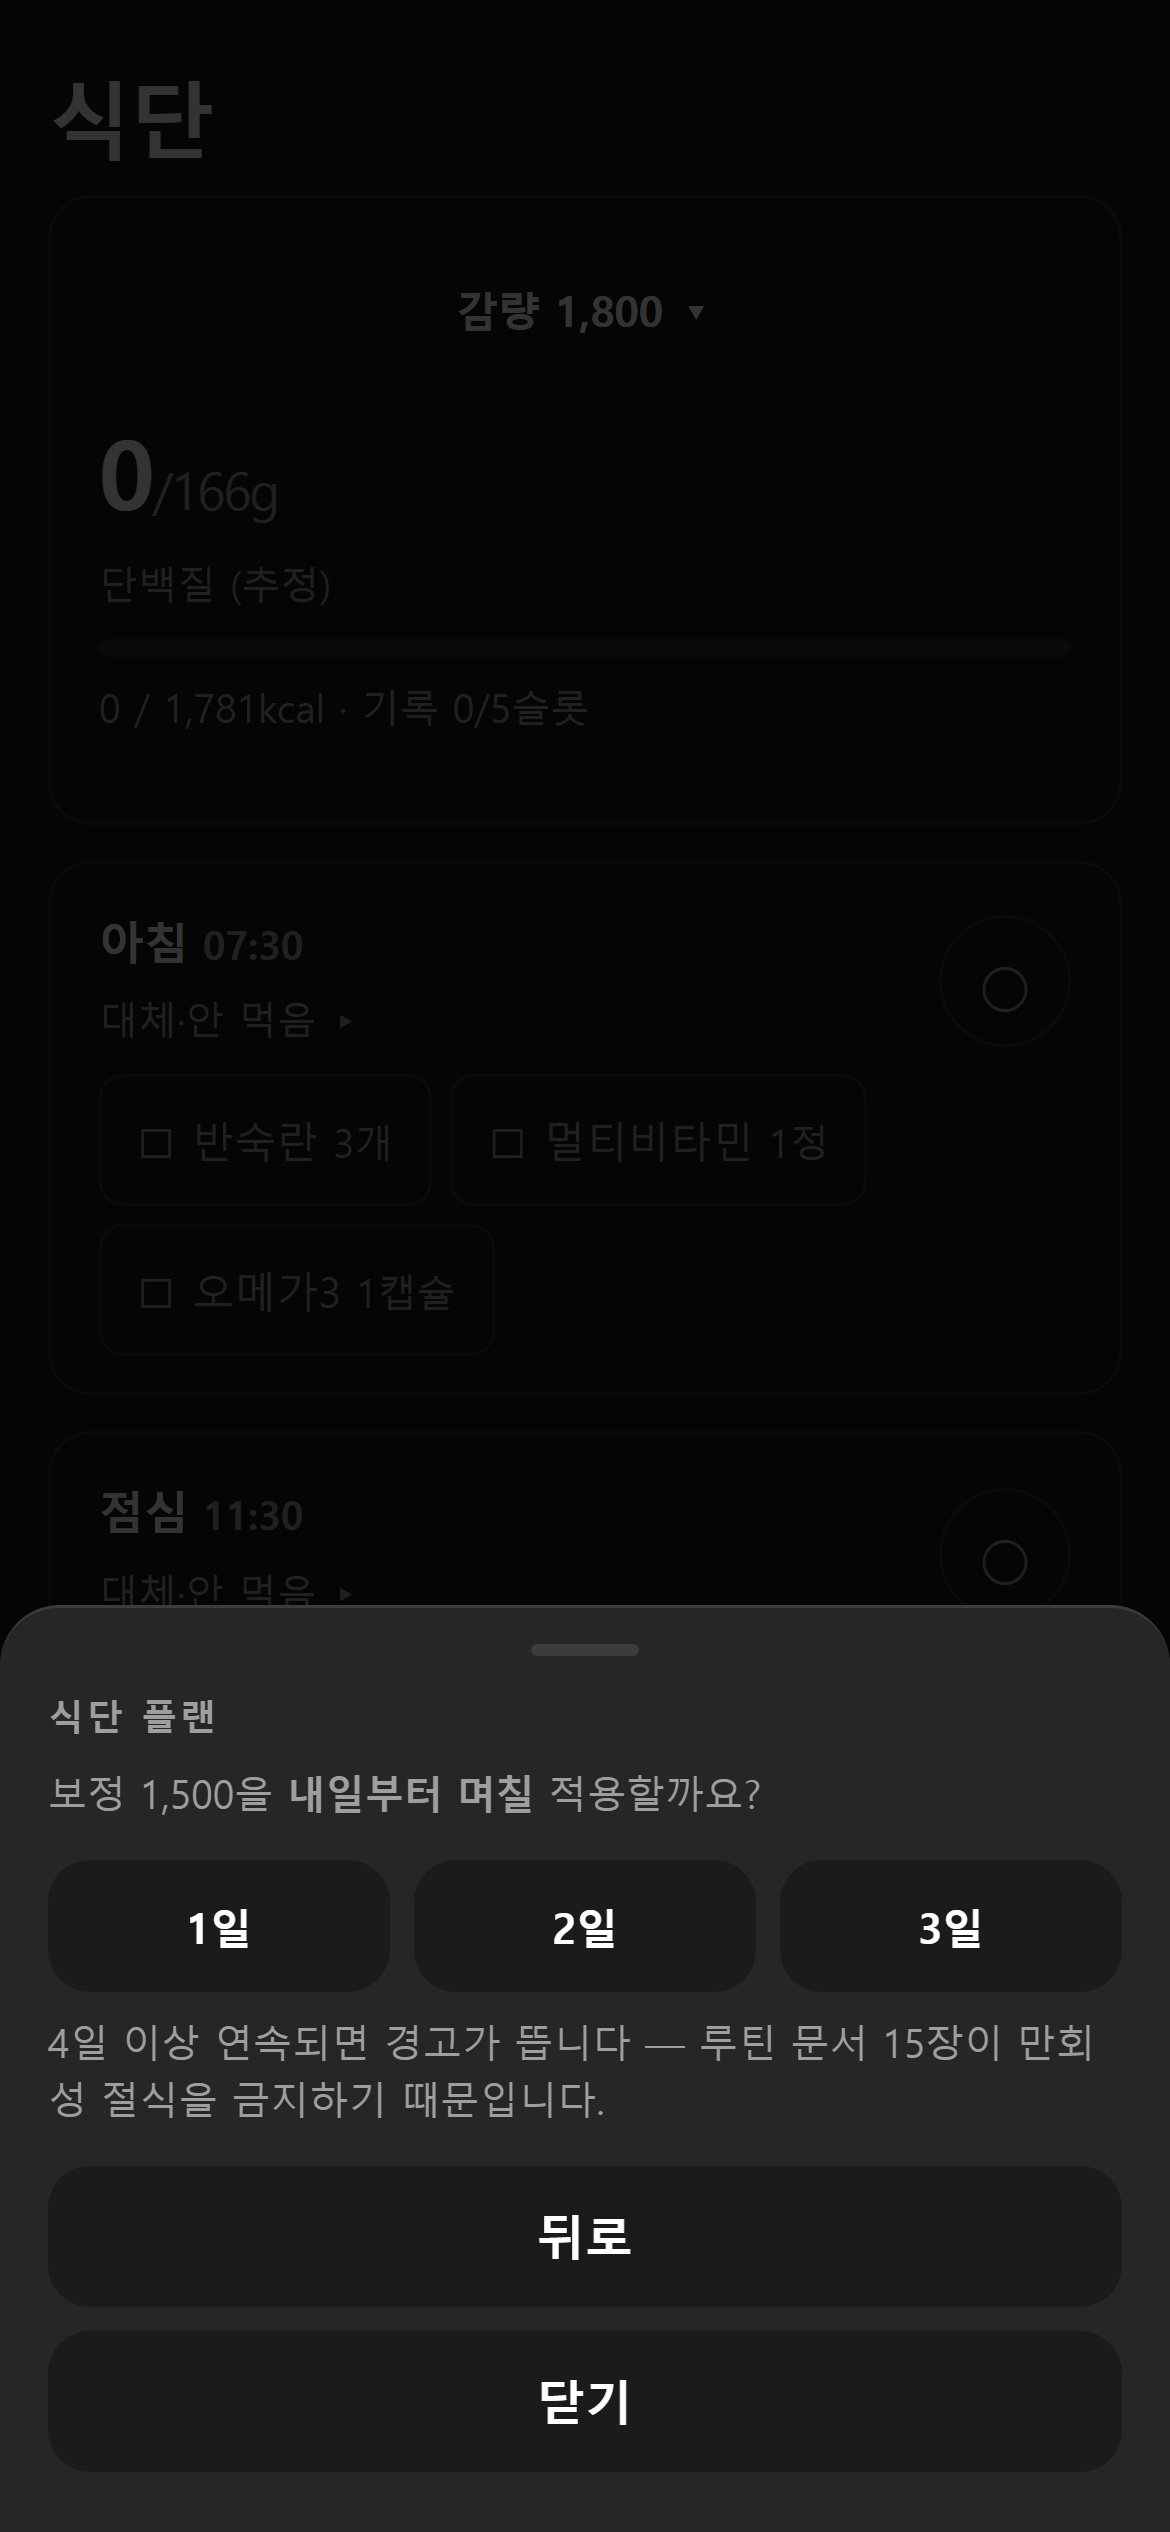 식단
감량 1,800 ▼
0/166g
단백질 (추정)
0 / 1,781kcal · 기록 0/5슬롯
아침 07:30
대체·안 먹음 ▸
반숙란 3개
멀티비타민 1정
오메가3 1캡슐
점심 11:30
대체·안 먹음 ▸
식단 플랜
보정 1,500을 내일부터 며칠 적용할까요?
1일
2일
3일
4일 이상 연속되면 경고가 뜹니다 — 루틴 문서 15장이 만회
성 절식을 금지하기 때문입니다.
뒤로
닫기